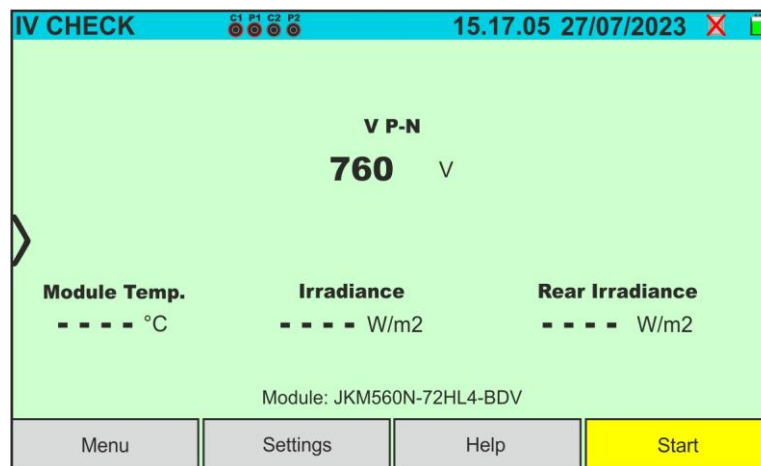 IV CHECK C1 P1 C2 P2 15.17.05 27/07/2023
V P-N
760 V
Module Temp. Irradiance Rear Irradiance
- - - - °C - - - - W/m2 - - - - W/m2
Module: JKM560N-72HL4-BDV
Menu Settings Help Start